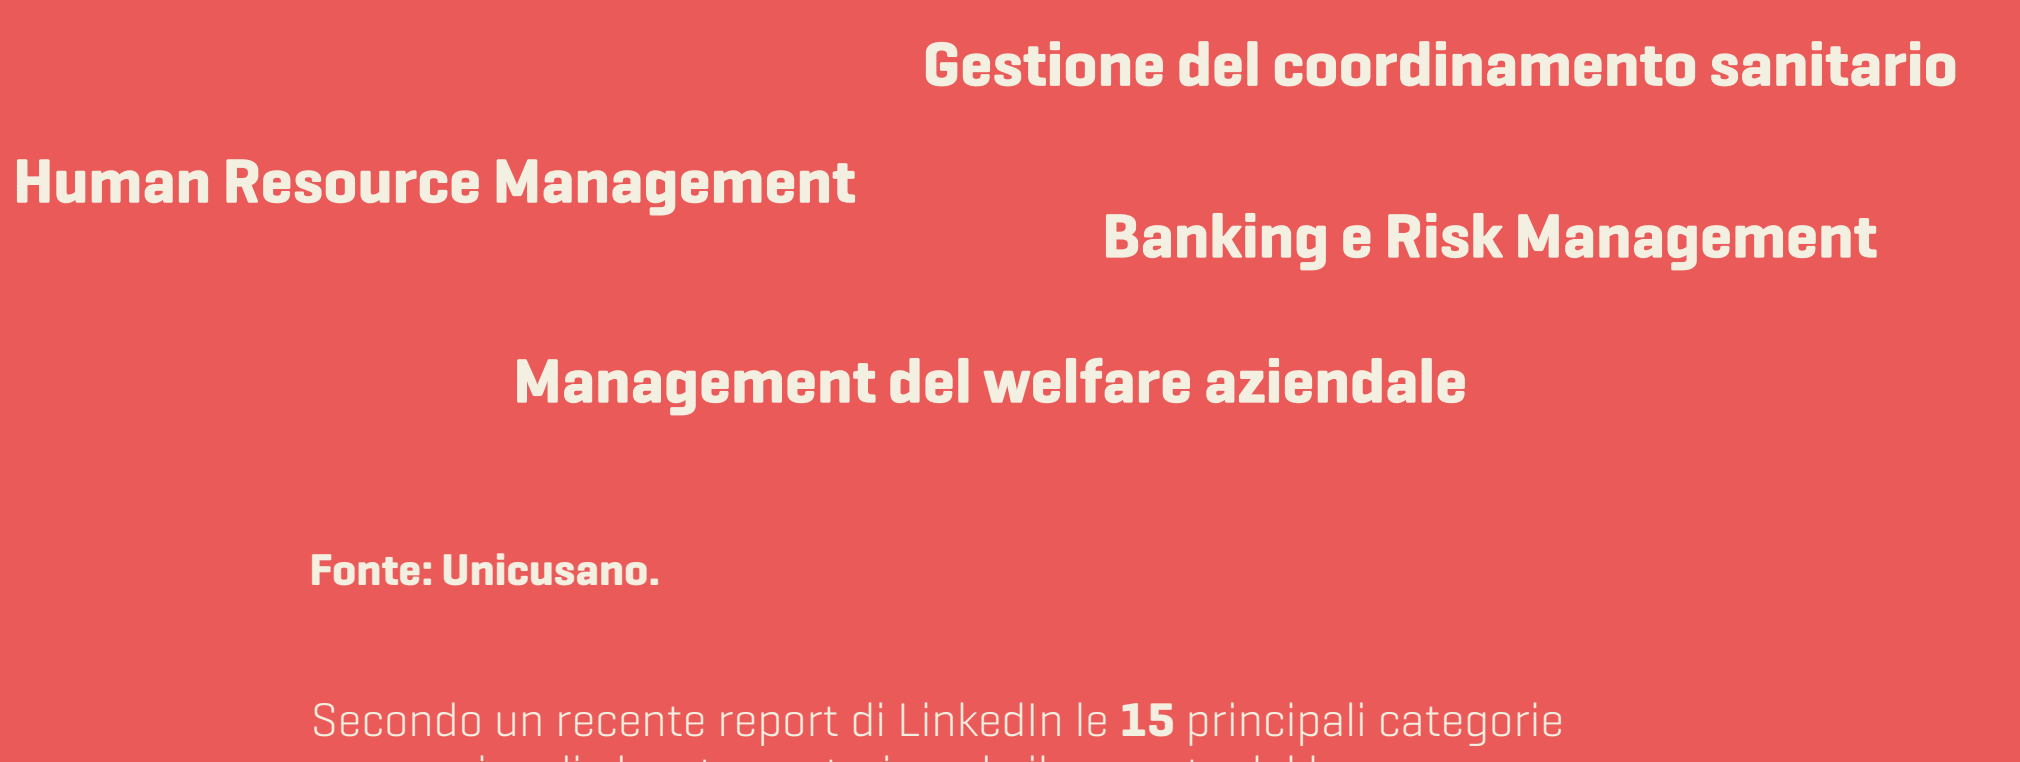 Gestione del coordinamento sanitario
Human Resource Management
Banking e Risk Management
Management del welfare aziendale
Fonte: Unicusano.
Secondo un recente report di LinkedIn le 15 principali categorie